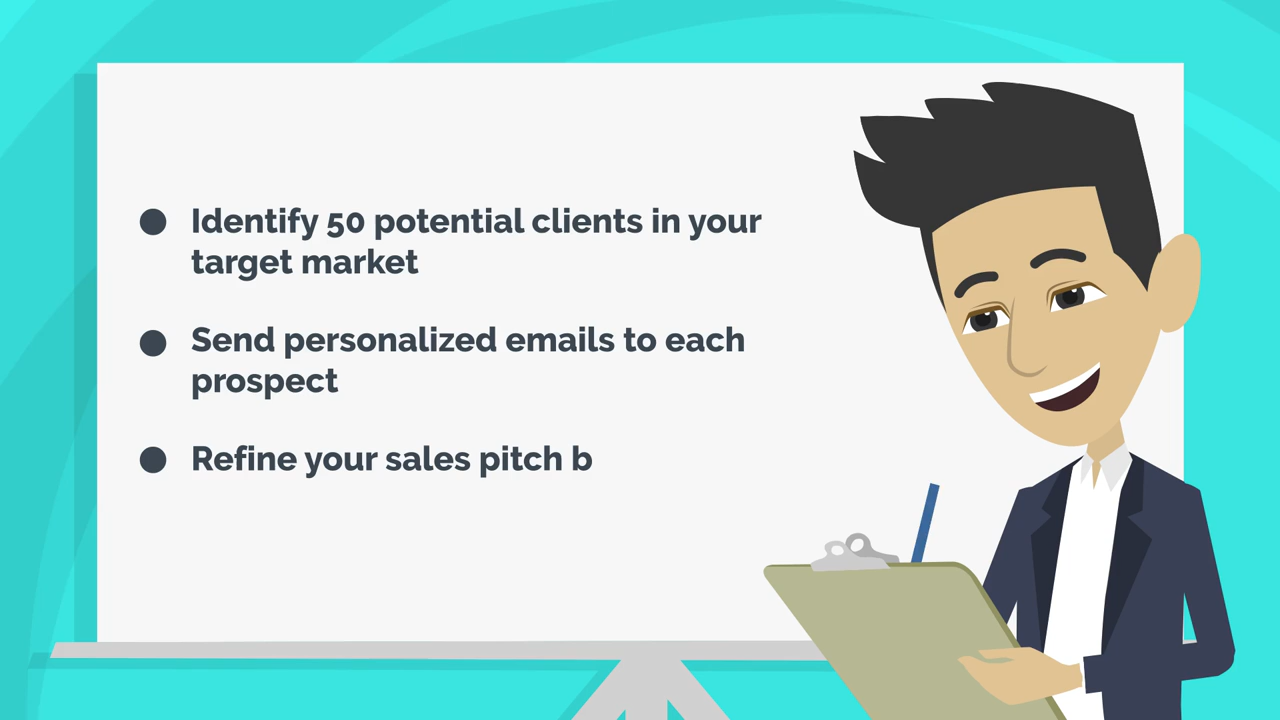 Identify 50 potential clients in your
target market
Send personalized emails to each
prospect
Refine your sales pitch b